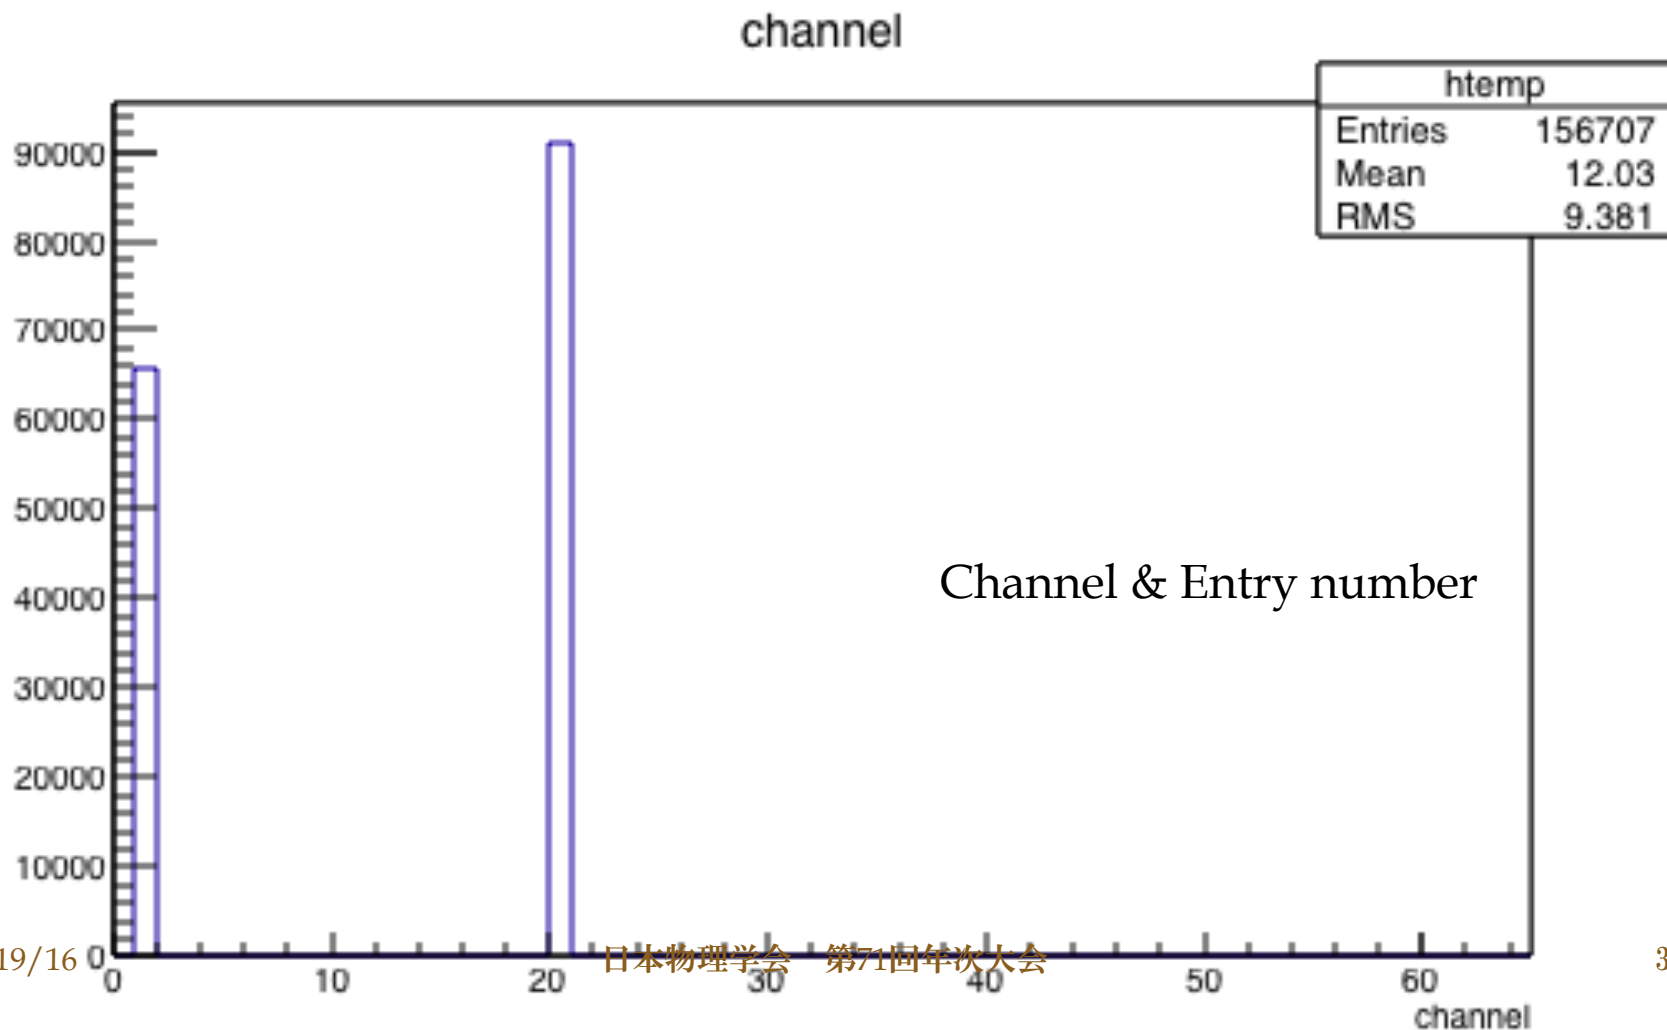 channel
htemp
Entries 156707
Mean 12.03
RMS 9.381
90000
80000
70000
60000
50000
40000
30000
20000
10000
0
Channel & Entry number
0 10 20 30 40 50 60
channel
19/16 日本物理学会 第71回年次大会 3